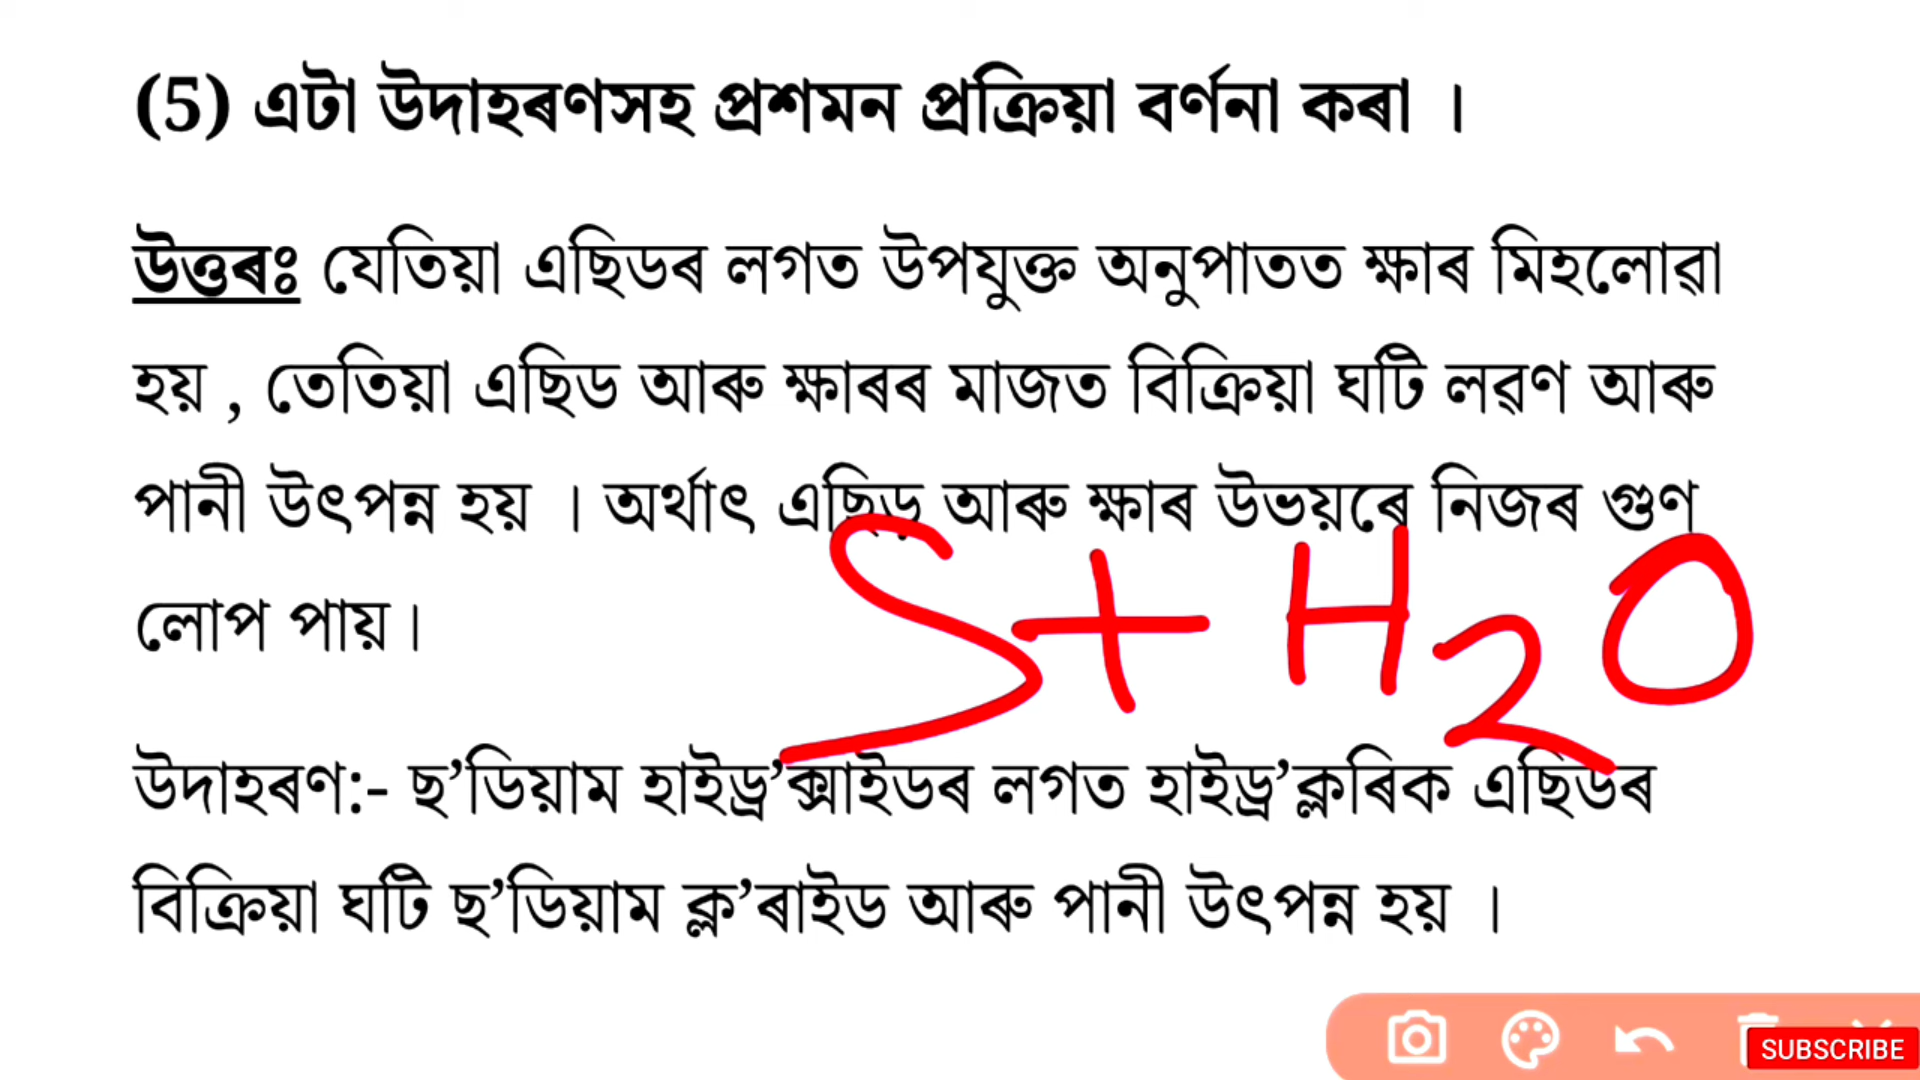 (5) এটা উদাহৰণসহ প্ৰশমন প্ৰক্ৰিয়া বৰ্ণনা কৰা ।
উত্তৰঃ যেতিয়া এছিডৰ লগত উপযুক্ত অনুপাতত ক্ষাৰ মিহলোৱা
হয় , তেতিয়া এছিড আৰু ক্ষাৰৰ মাজত বিক্ৰিয়া ঘটি লৱণ আৰু
পানী উৎপন্ন হয় । অৰ্থাৎ এছিড় আৰু ক্ষাৰ উভয়ৰে নিজৰ গুণ
লোপ পায়।
S + H2O
উদাহৰণ:- ছ’ডিয়াম হাইড্ৰ’ক্সাইডৰ লগত হাইড্ৰ’ক্লৰিক এছিডৰ
বিক্ৰিয়া ঘটি ছ’ডিয়াম ক্ল’ৰাইড আৰু পানী উৎপন্ন হয় ।
SUBSCRIBE